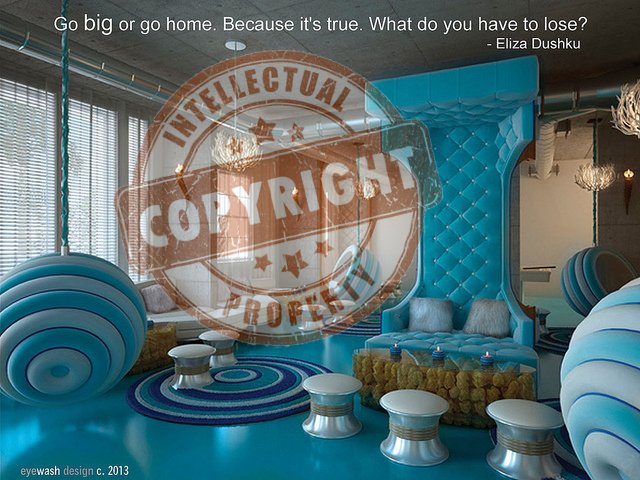 Go big or go home. Because it's true. What do you have to lose?
- Eliza Dushku
INTELLECTUAL
COPYRIGHT
PROPERTY
eyewash design c. 2013